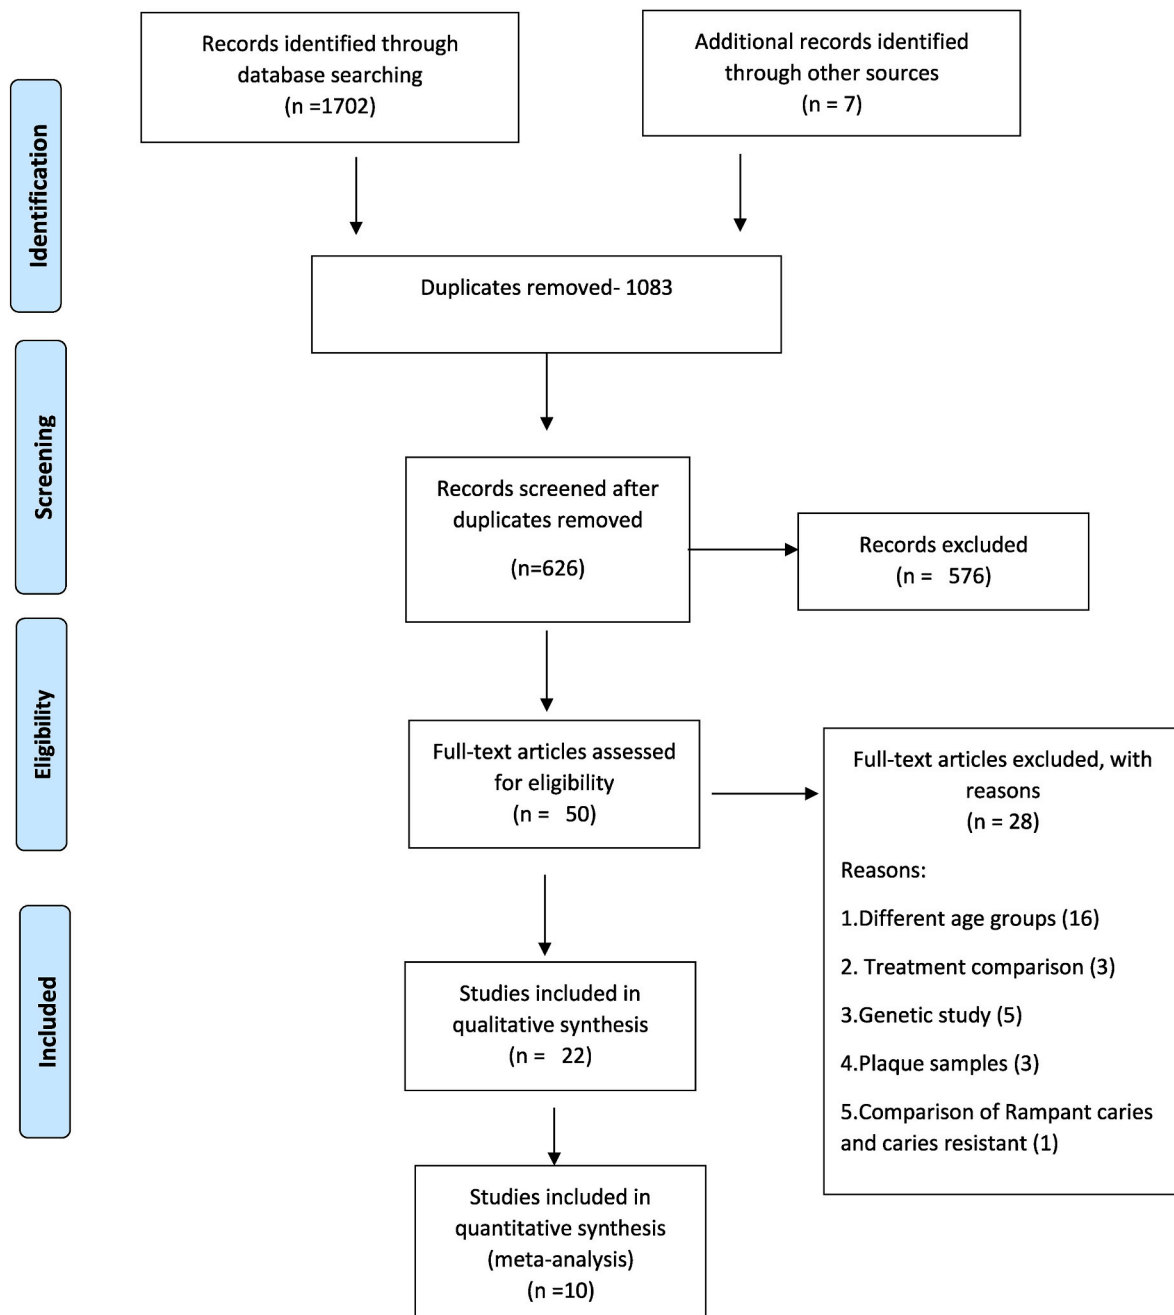 Records identified through
database searching
(n =1702)
Additional records identified
through other sources
(n = 7)
Identification
Duplicates removed- 1083
Screening
Records screened after
duplicates removed
(n=626)
Records excluded
(n = 576)
Eligibility
Full-text articles assessed
for eligibility
(n = 50)
Full-text articles excluded, with
reasons
(n = 28)
Reasons:
1.Different age groups (16)
2. Treatment comparison (3)
3.Genetic study (5)
4.Plaque samples (3)
5.Comparison of Rampant caries
and caries resistant (1)
Included
Studies included in
qualitative synthesis
(n = 22)
Studies included in
quantitative synthesis
(meta-analysis)
(n =10)